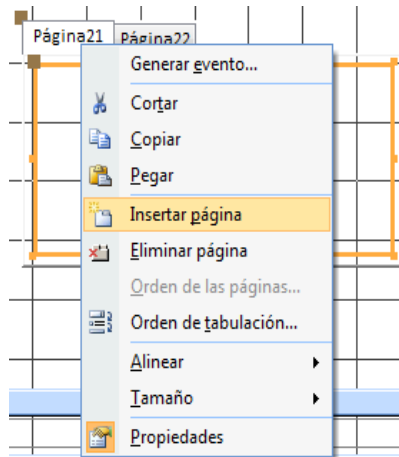 Página21 Página22
Generar evento...
Cortar
Copiar
Pegar
Insertar página
Eliminar página
Orden de las páginas...
Orden de tabulación...
Alinear
Tamaño
Propiedades